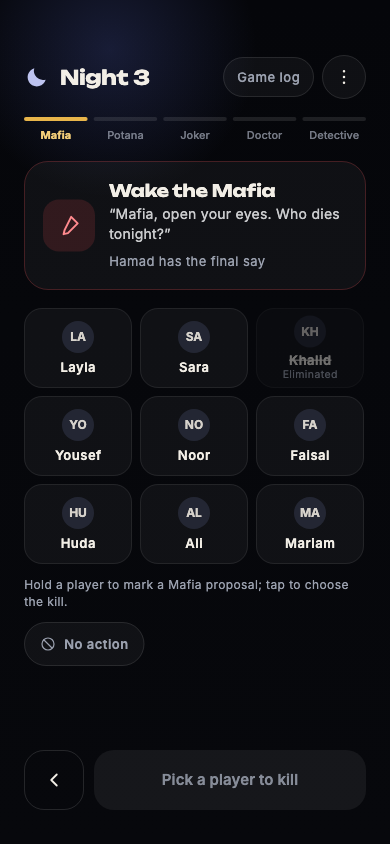 Night 3
Game log
Mafia
Potana
Joker
Doctor
Detective
Wake the Mafia
“Mafia, open your eyes. Who dies
tonight?”
Hamad has the final say
LA
Layla
SA
Sara
KH
Khalid
Eliminated
YO
Yousef
NO
Noor
FA
Faisal
HU
Huda
AL
Ali
MA
Mariam
Hold a player to mark a Mafia proposal; tap to choose
the kill.
No action
Pick a player to kill